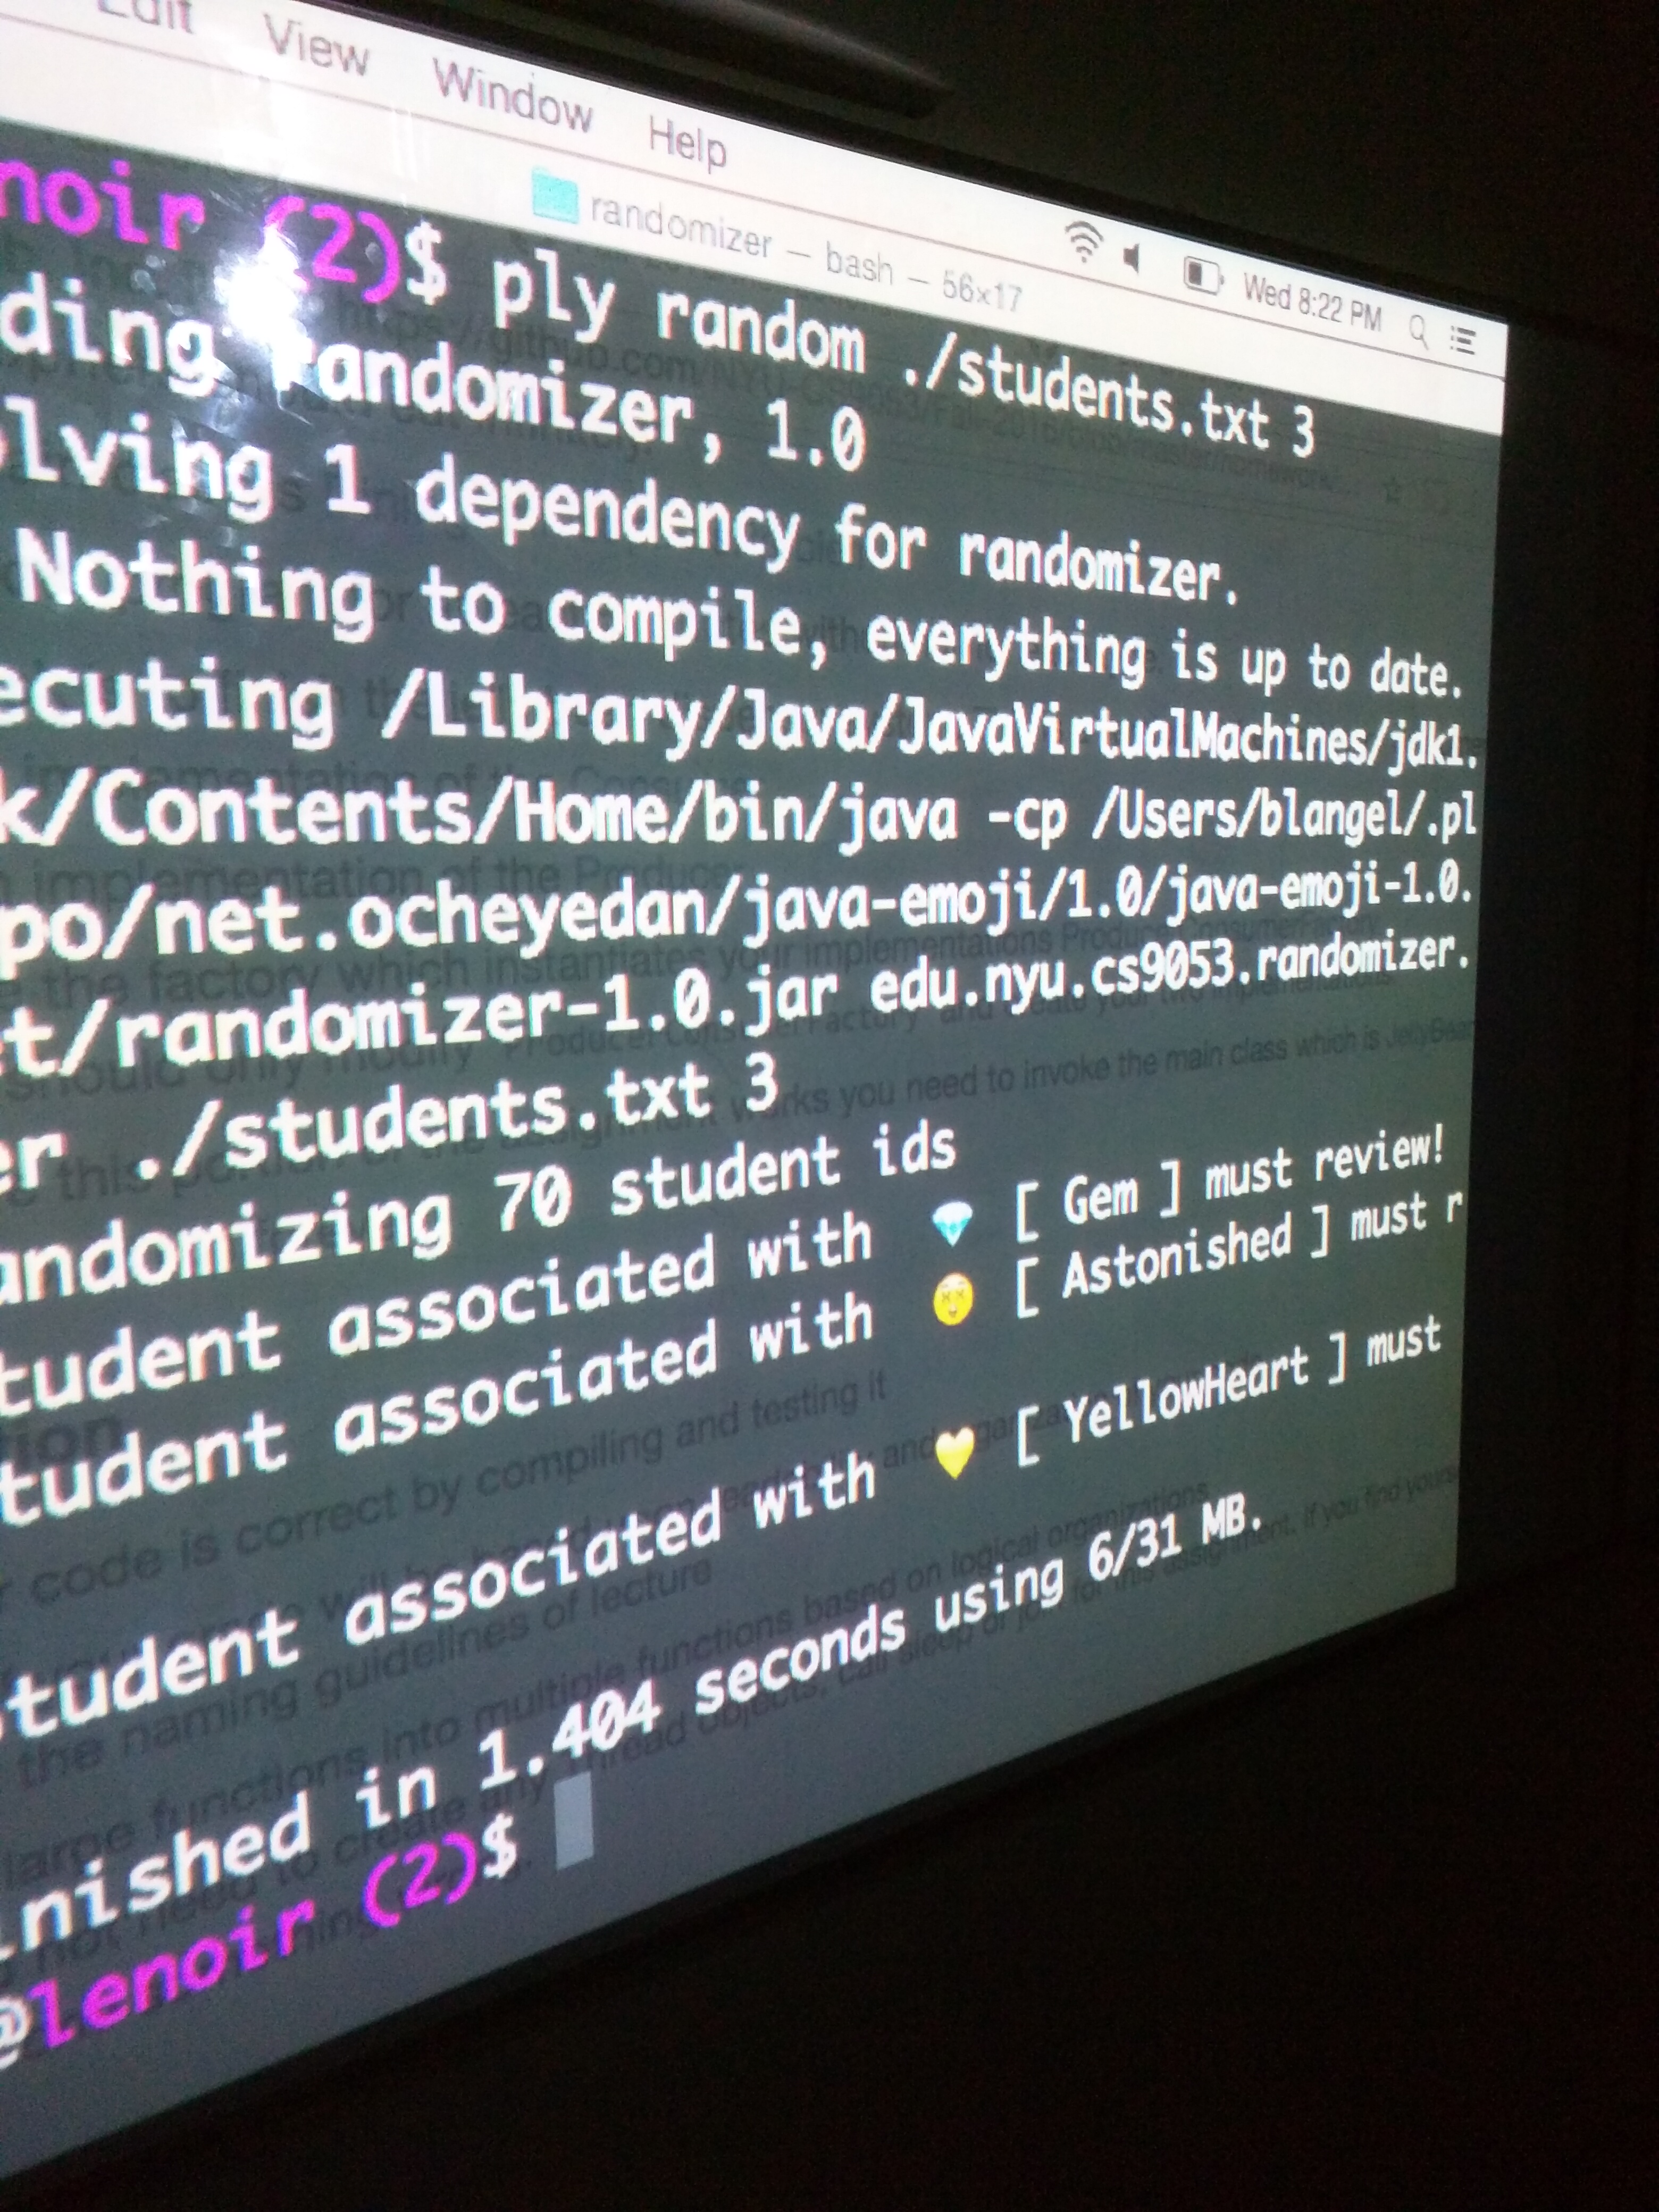 Edit View Window Help
Wed 8:22 PM
randomizer — bash — 56×17
noir (2)$ ply random ./students.txt 3
ding randomizer, 1.0
olving 1 dependency for randomizer.
Nothing to compile, everything is up to date.
ecuting /Library/Java/JavaVirtualMachines/jdk1.
k/Contents/Home/bin/java -cp /Users/blangel/.pl
po/net.ocheyedan/java-emoji/1.0/java-emoji-1.0.
et/randomizer-1.0.jar edu.nyu.cs9053.randomizer.
er ./students.txt 3
andomizing 70 student ids
tudent associated with 💎 [ Gem ] must review!
tudent associated with 😲 [ Astonished ] must r
student associated with 💛 [ YellowHeart ] must
inished in 1.404 seconds using 6/31 MB.
@lenoir (2)$